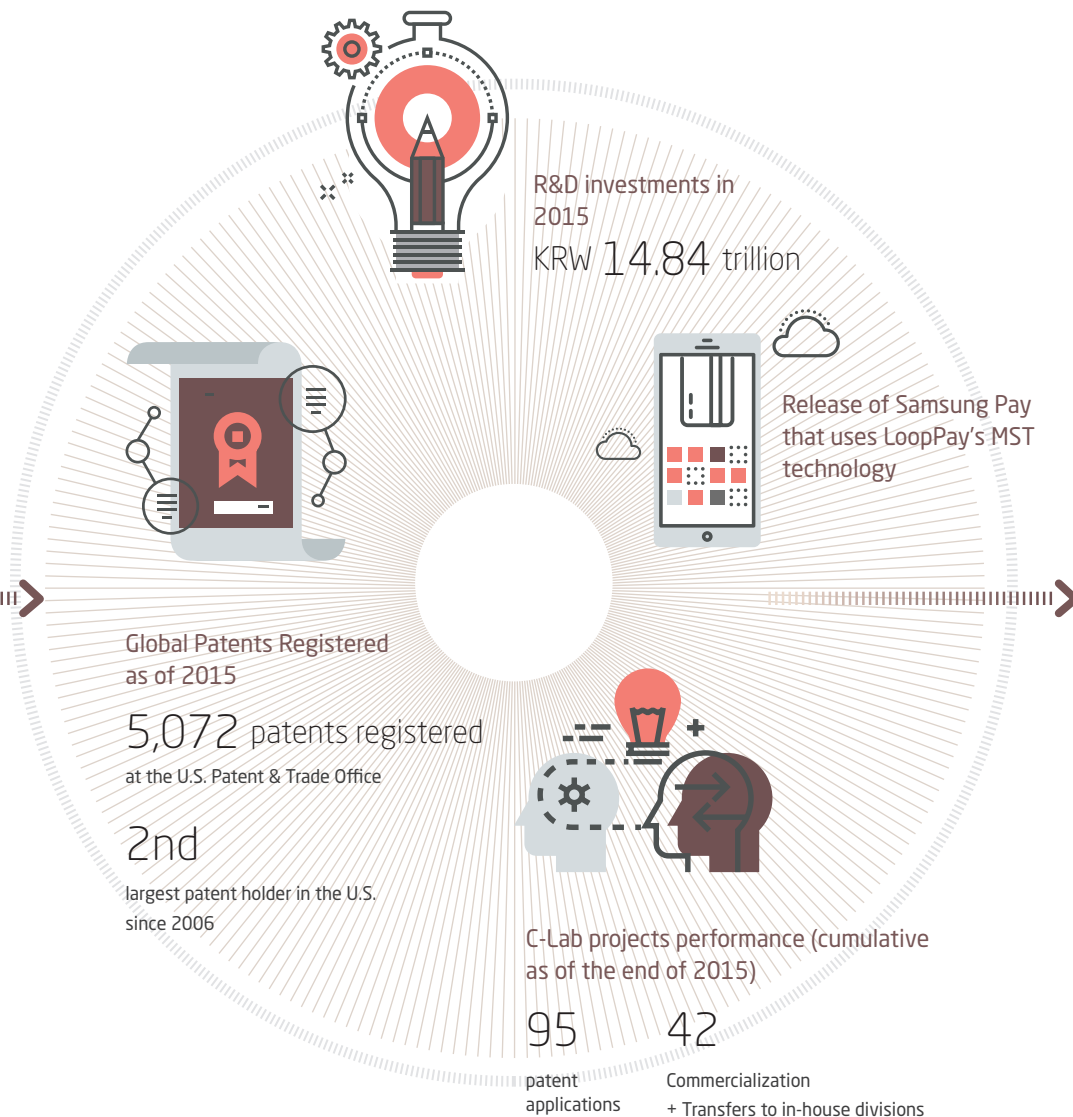 R&D investments in
2015
KRW 14.84 trillion
Release of Samsung Pay
that uses LoopPay's MST
technology
Global Patents Registered
as of 2015
5,072 patents registered
at the U.S. Patent & Trade Office
2nd
largest patent holder in the U.S.
since 2006
C-Lab projects performance (cumulative
as of the end of 2015)
95
patent
applications
42
Commercialization
+ Transfers to in-house divisions